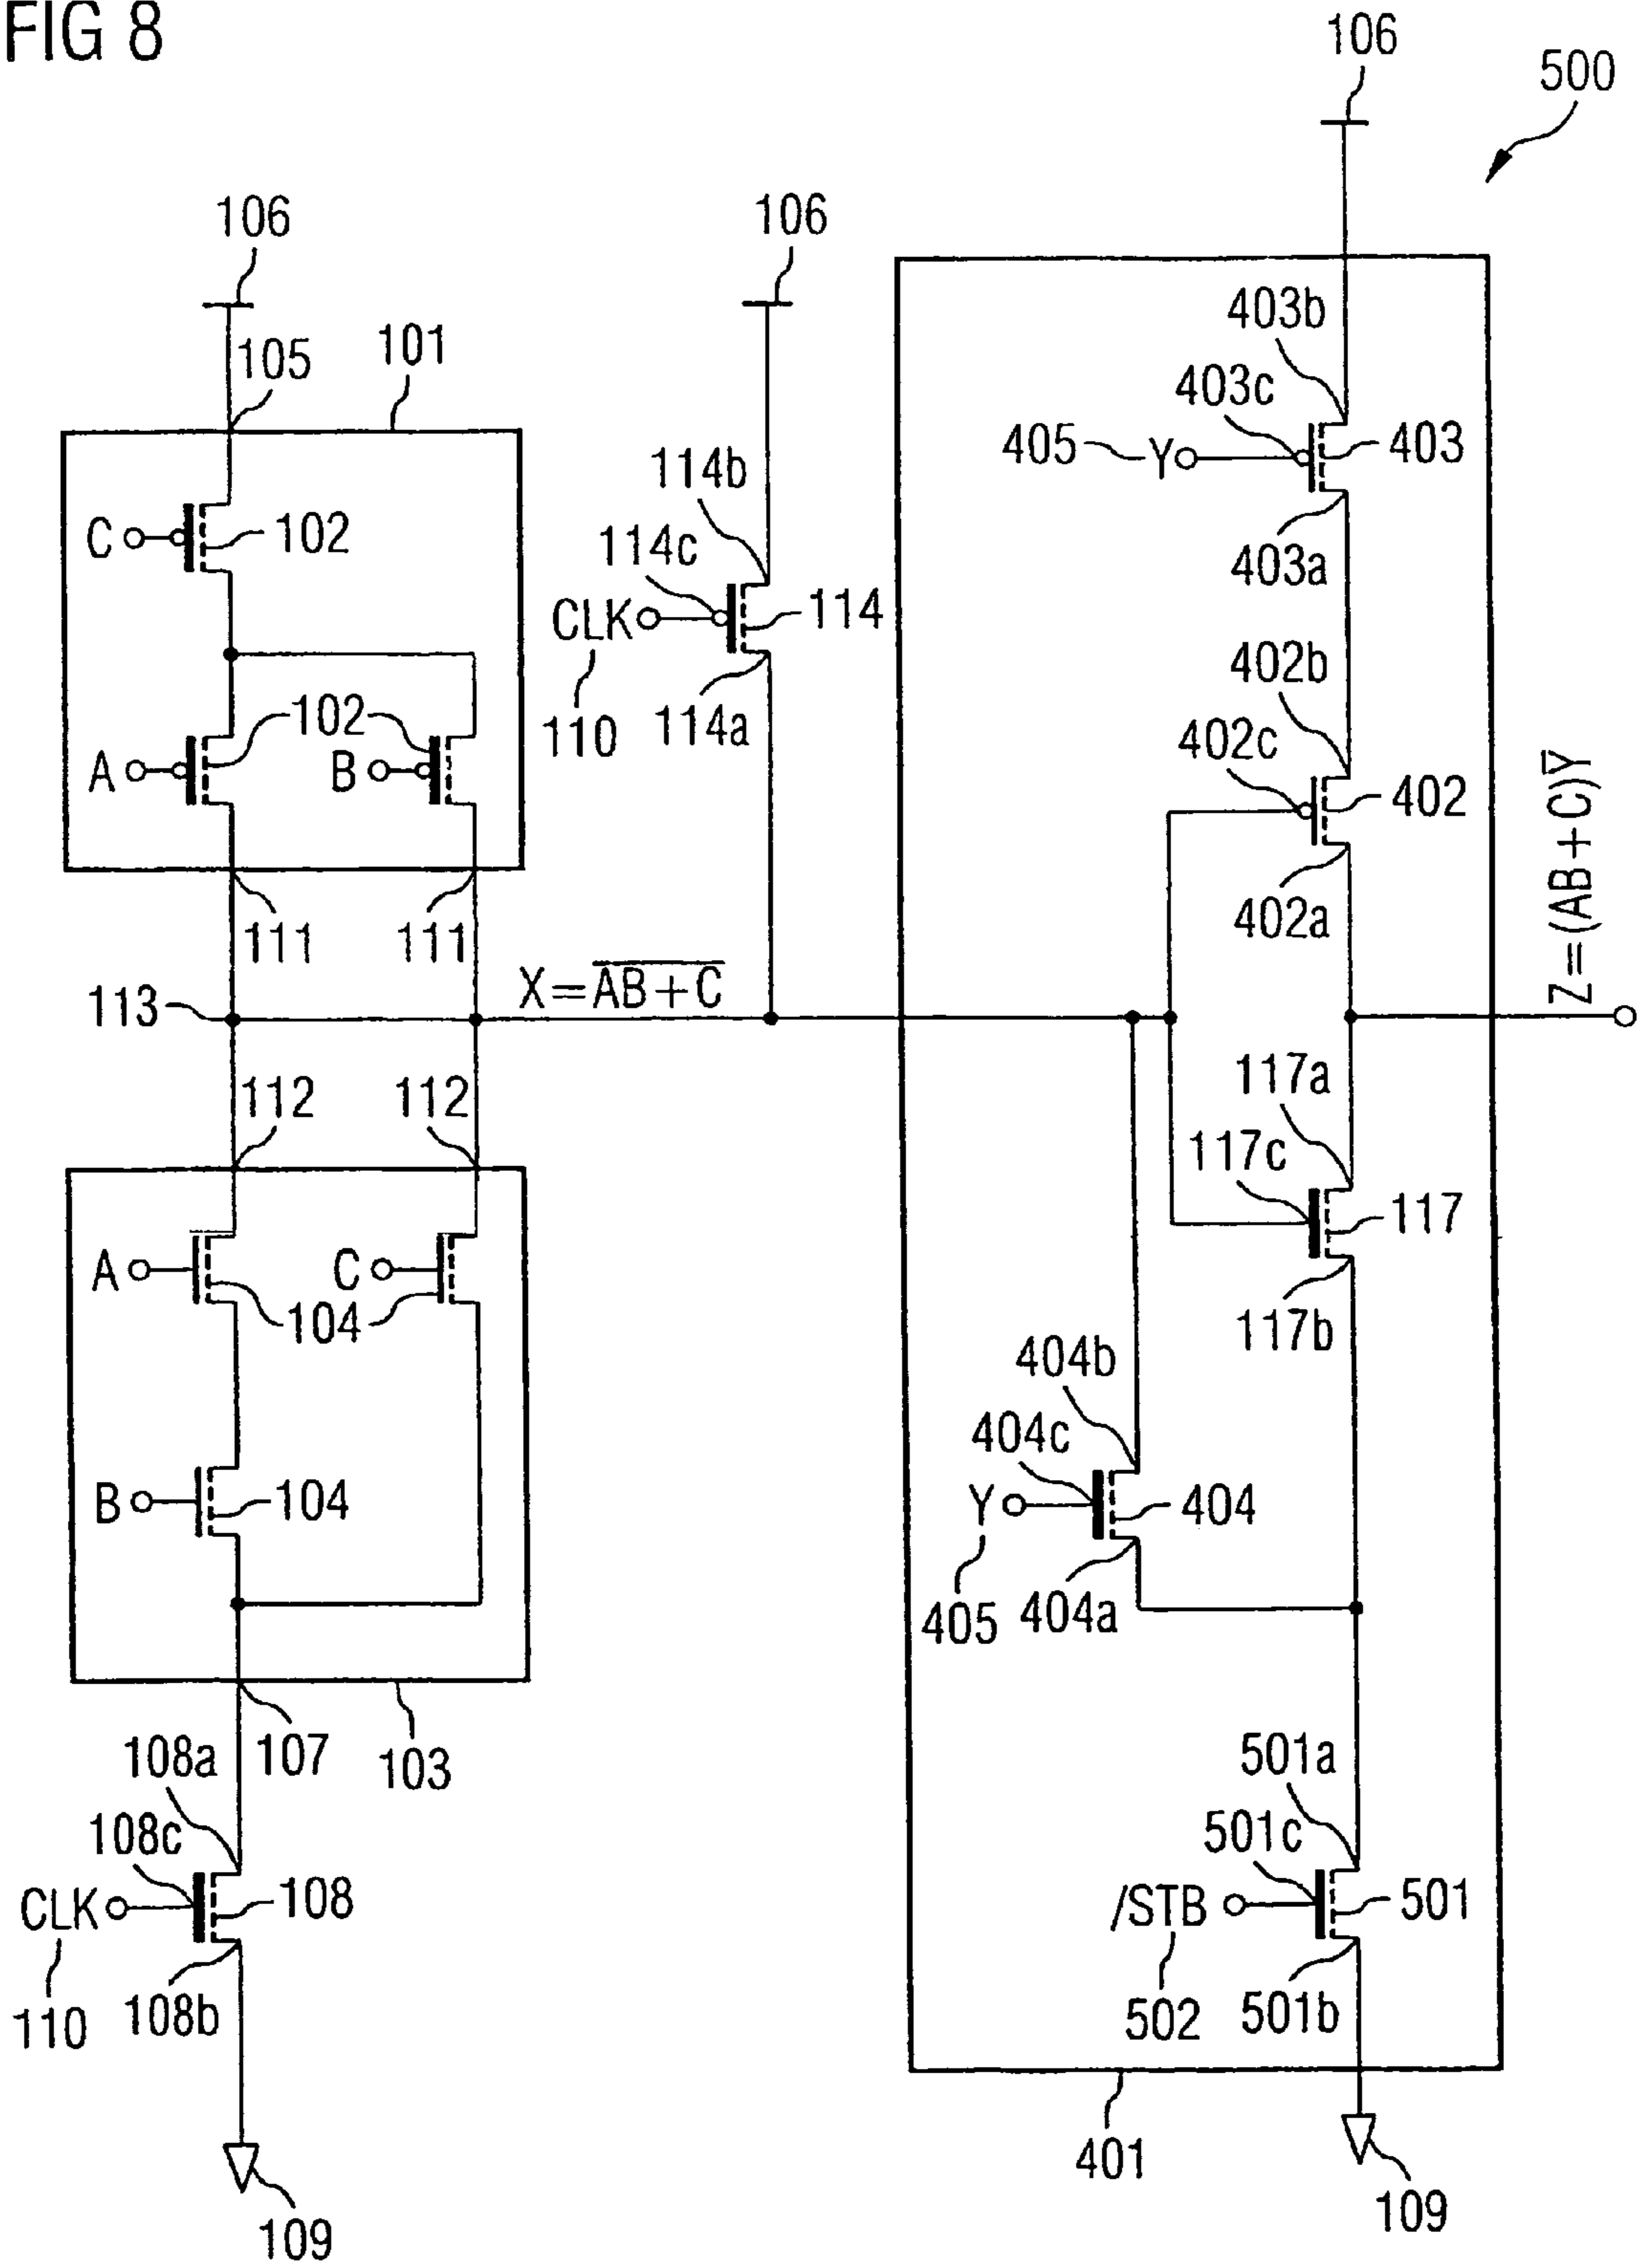 FIG 8
106
500
106
106
403b
105
101
403c
405
Y
403
114b
C
102
114c
403a
CLK
114
402b
102
110
114a
402c
A
B
402
402a
Z=(AB+C)Y̅
111
111
113
X=A̅B̅+̅C̅
112
112
117a
117c
A
C
117
104
117b
404b
404c
B
104
Y
404
405
404a
108a
107
103
501a
108c
501c
CLK
108
/STB
501
110
108b
502
501b
401
109
109